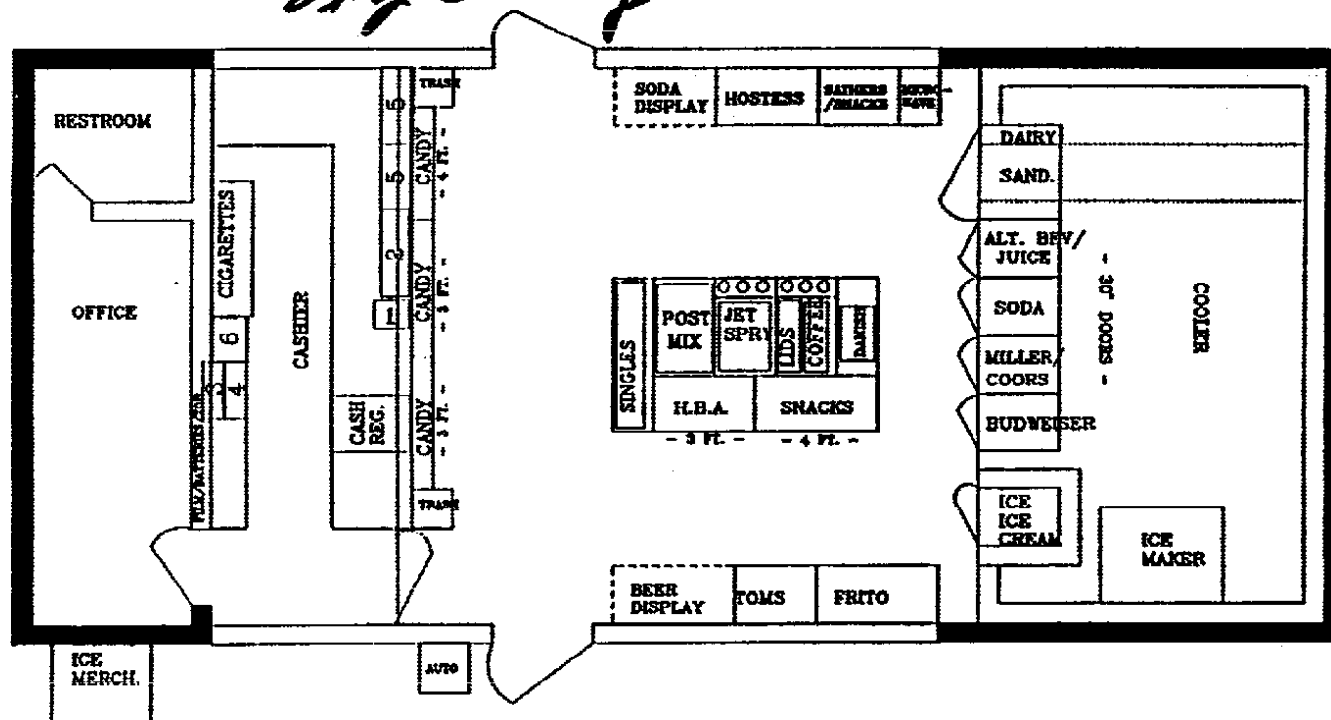 TRASH
SODA
DISPLAY
HOSTESS
/SNACKS
RESTROOM
5
CANDY
- 4 FT. -
5
DAIRY
SAND.
CIGARETTES
2
ALT. BEV/
JUICE
OFFICE
CASHIER
CANDY
- 3 FT. -
1
POST
MIX
JET
SPRY
LIDS
COFFEE
SODA
- 30" DOORS -
COOLER
6
SINGLES
MILLER/
COORS
3
4
CASH
REG.
CANDY
- 3 FT. -
H.B.A.
SNACKS
BUDWEISER
- 3 FT. -
- 4 FT. -
TRASH
ICE
ICE
CREAM
ICE
MAKER
BEER
DISPLAY
TOMS
FRITO
ICE
MERCH.
AUTO